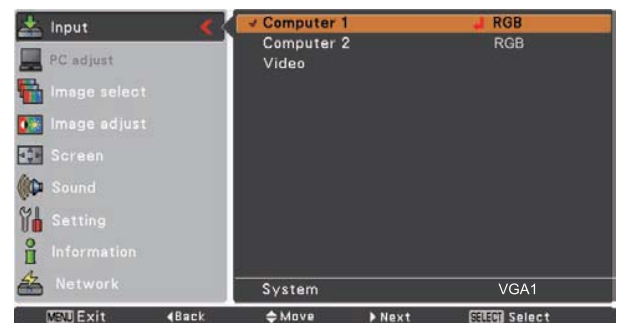 Input
PC adjust
Image select
Image adjust
Screen
Sound
Setting
Information
Network
Computer 1 RGB
Computer 2 RGB
Video
System VGA1
MENU Exit Back Move Next SELECT Select